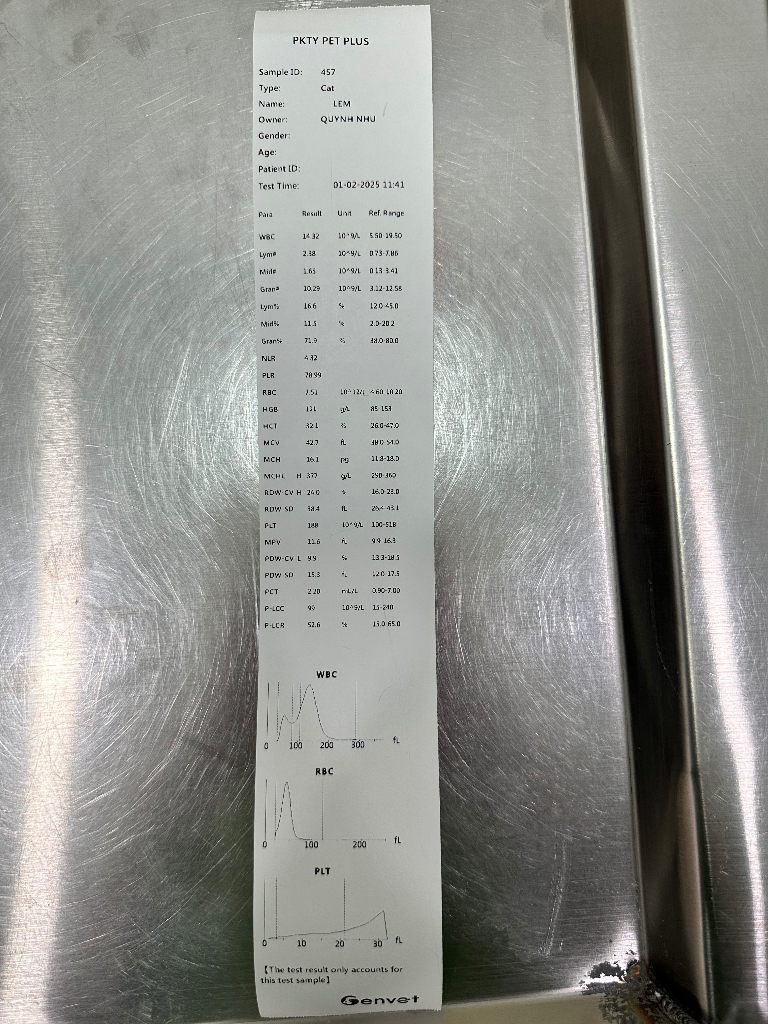 PKTY PET PLUS
Sample ID: 457
Type: Cat
Name: LEM
Owner: QUYNH NHU
Gender:
Age:
Patient ID:
Test Time: 01-02-2025 11:41
Para Result Unit Ref. Range
WBC 14.32 10^9/L 5.50-19.50
Lym# 2.38 10^9/L 0.73-7.86
Mid# 1.65 10^9/L 0.13-3.41
Gran# 10.29 10^9/L 3.12-12.58
Lym% 16.6 % 12.0-45.0
Mid% 11.5 % 2.0-20.2
Gran% 71.9 % 38.0-80.0
NLR 4.32
PLR 78.99
RBC 7.51 10^12/L 4.60-10.20
HGB 121 g/L 85-153
HCT 32.1 % 26.0-47.0
MCV 42.7 fL 38.0-54.0
MCH 16.1 pg 11.8-18.0
MCHC H 377 g/L 290-360
RDW-CV H 24.0 % 16.0-23.0
RDW-SD 38.4 fL 26.4-43.1
PLT 188 10^9/L 100-518
MPV 11.6 fL 9.9-16.3
PDW-CV L 9.9 % 13.3-18.5
PDW-SD 15.3 fL 12.0-17.5
PCT 2.20 mL/L 0.90-7.00
P-LCC 99 10^9/L 15-240
P-LCR 52.6 % 15.0-65.0
WBC
0 100 200 300 fL
RBC
0 100 200 fL
PLT
0 10 20 30 fL
【The test result only accounts for
this test sample】
Genvet